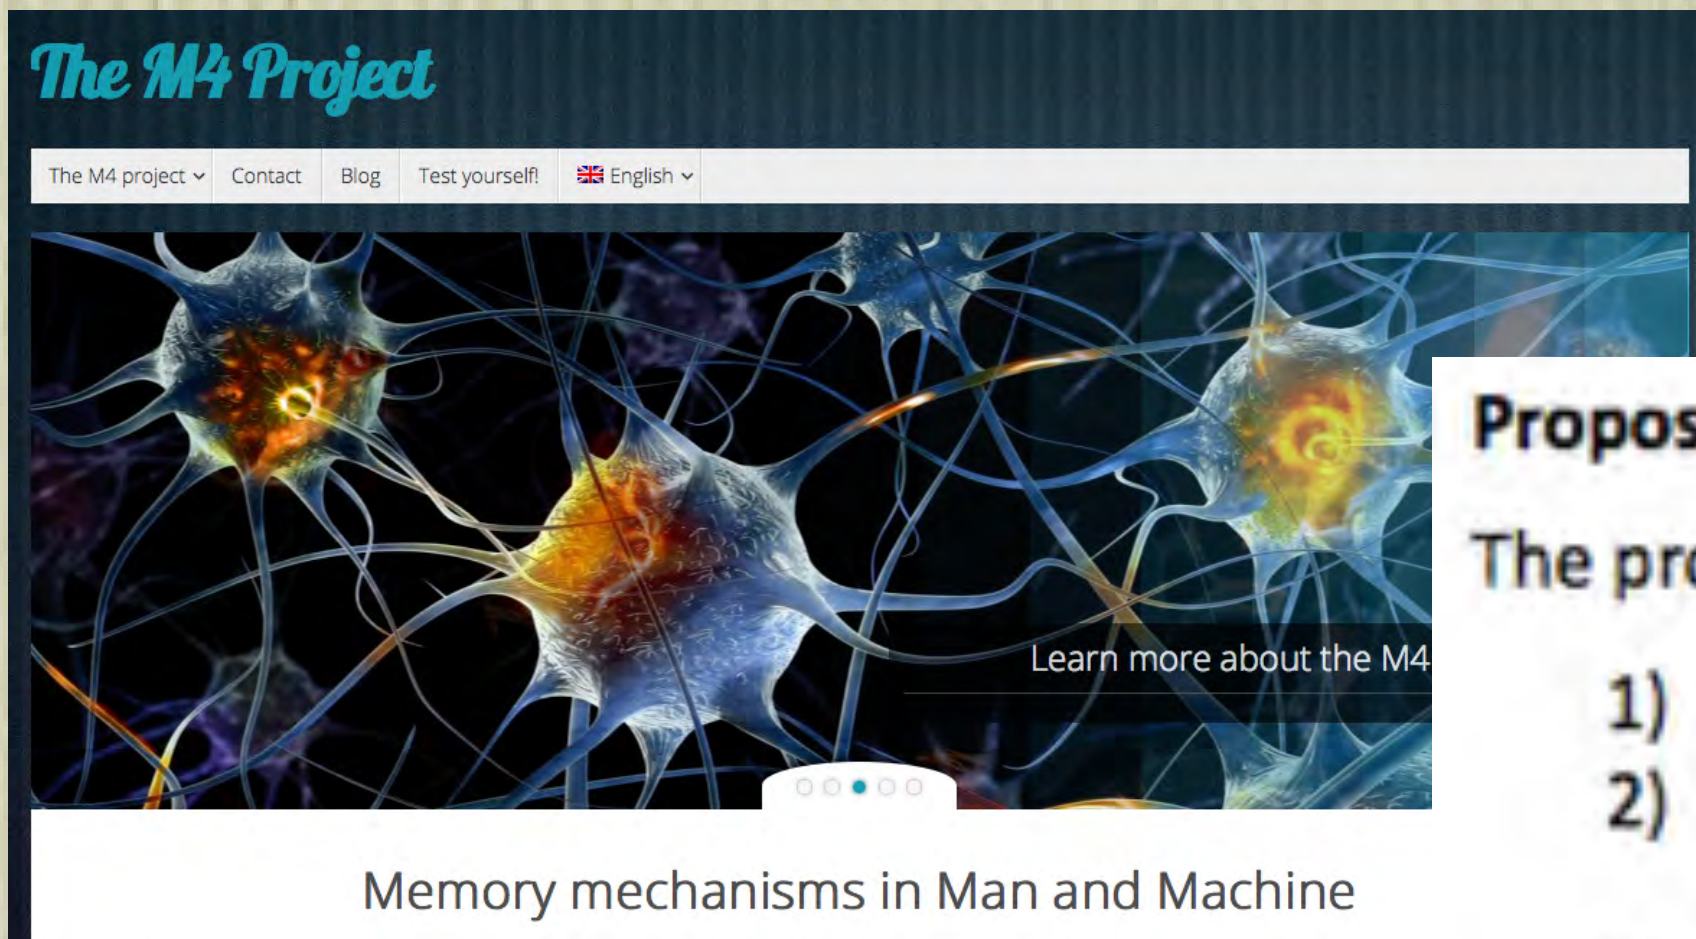 The M4 Project
The M4 project Contact Blog Test yourself! English
Learn more about the M4
Memory mechanisms in Man and Machine
Propos
The pro
1)
2)